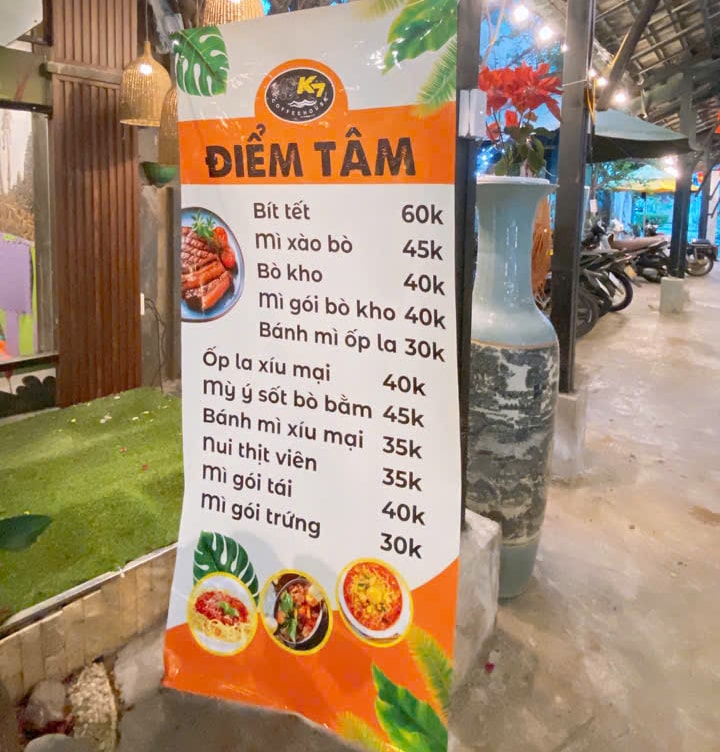 K7
COFFEEHOUSE
ĐIỂM TÂM
Bít tết 60k
Mì xào bò 45k
Bò kho 40k
Mì gói bò kho 40k
Bánh mì ốp la 30k
Ốp la xíu mại 40k
Mỳ ý sốt bò bằm 45k
Bánh mì xíu mại 35k
Nui thịt viên 35k
Mì gói tái 40k
Mì gói trứng 30k